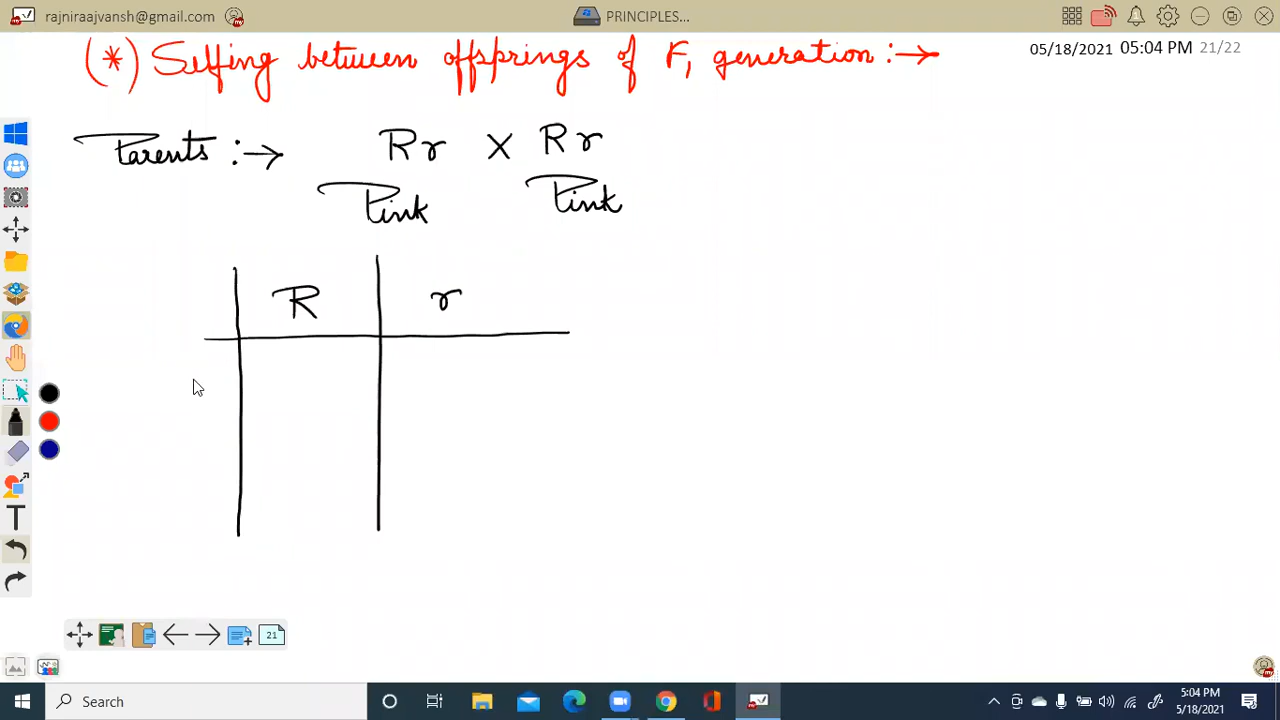 rajniraajvansh@gmail.com
PRINCIPLES...
(*) Selfing between offsprings of F1 generation :→
05/18/2021 05:04 PM 21/22
Parents :→ Rr X Rr
Pink Pink
R r
T
21
Search
5:04 PM
5/18/2021